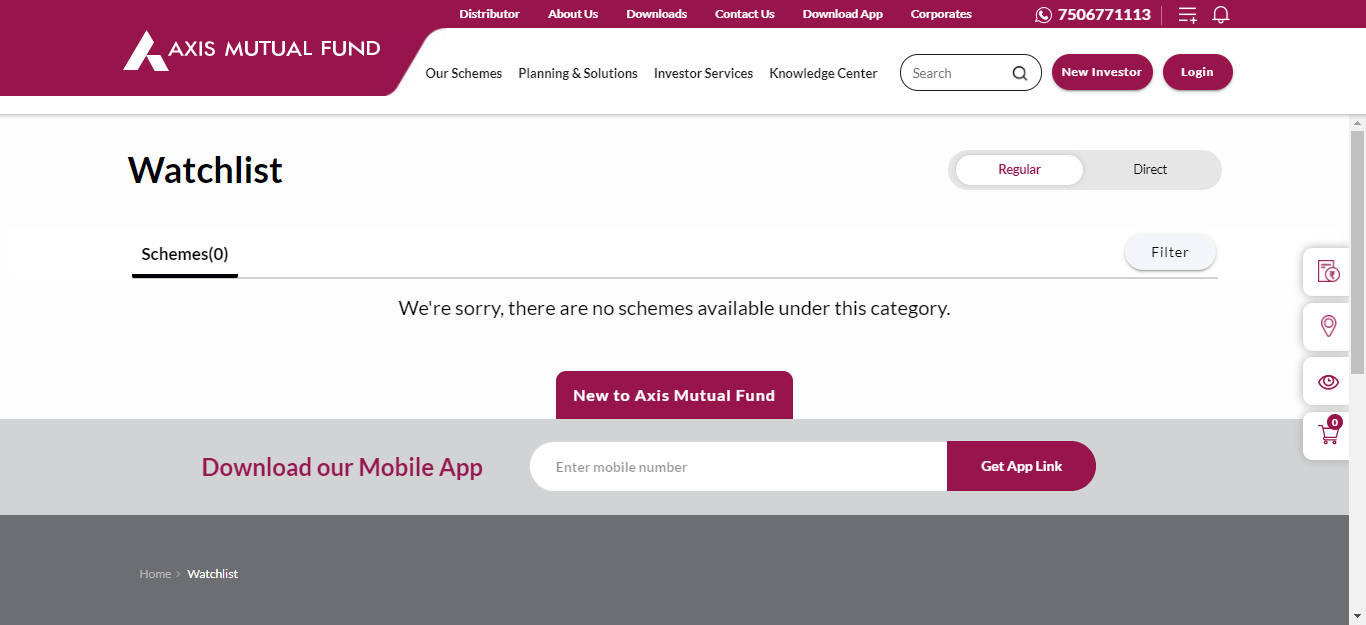 Distributor About Us Downloads Contact Us Download App Corporates 7506771113
AXIS MUTUAL FUND
Our Schemes Planning & Solutions Investor Services Knowledge Center Search New Investor Login
Watchlist
Regular Direct
Schemes(0)
Filter
We're sorry, there are no schemes available under this category.
New to Axis Mutual Fund
0
Download our Mobile App Enter mobile number Get App Link
Home > Watchlist